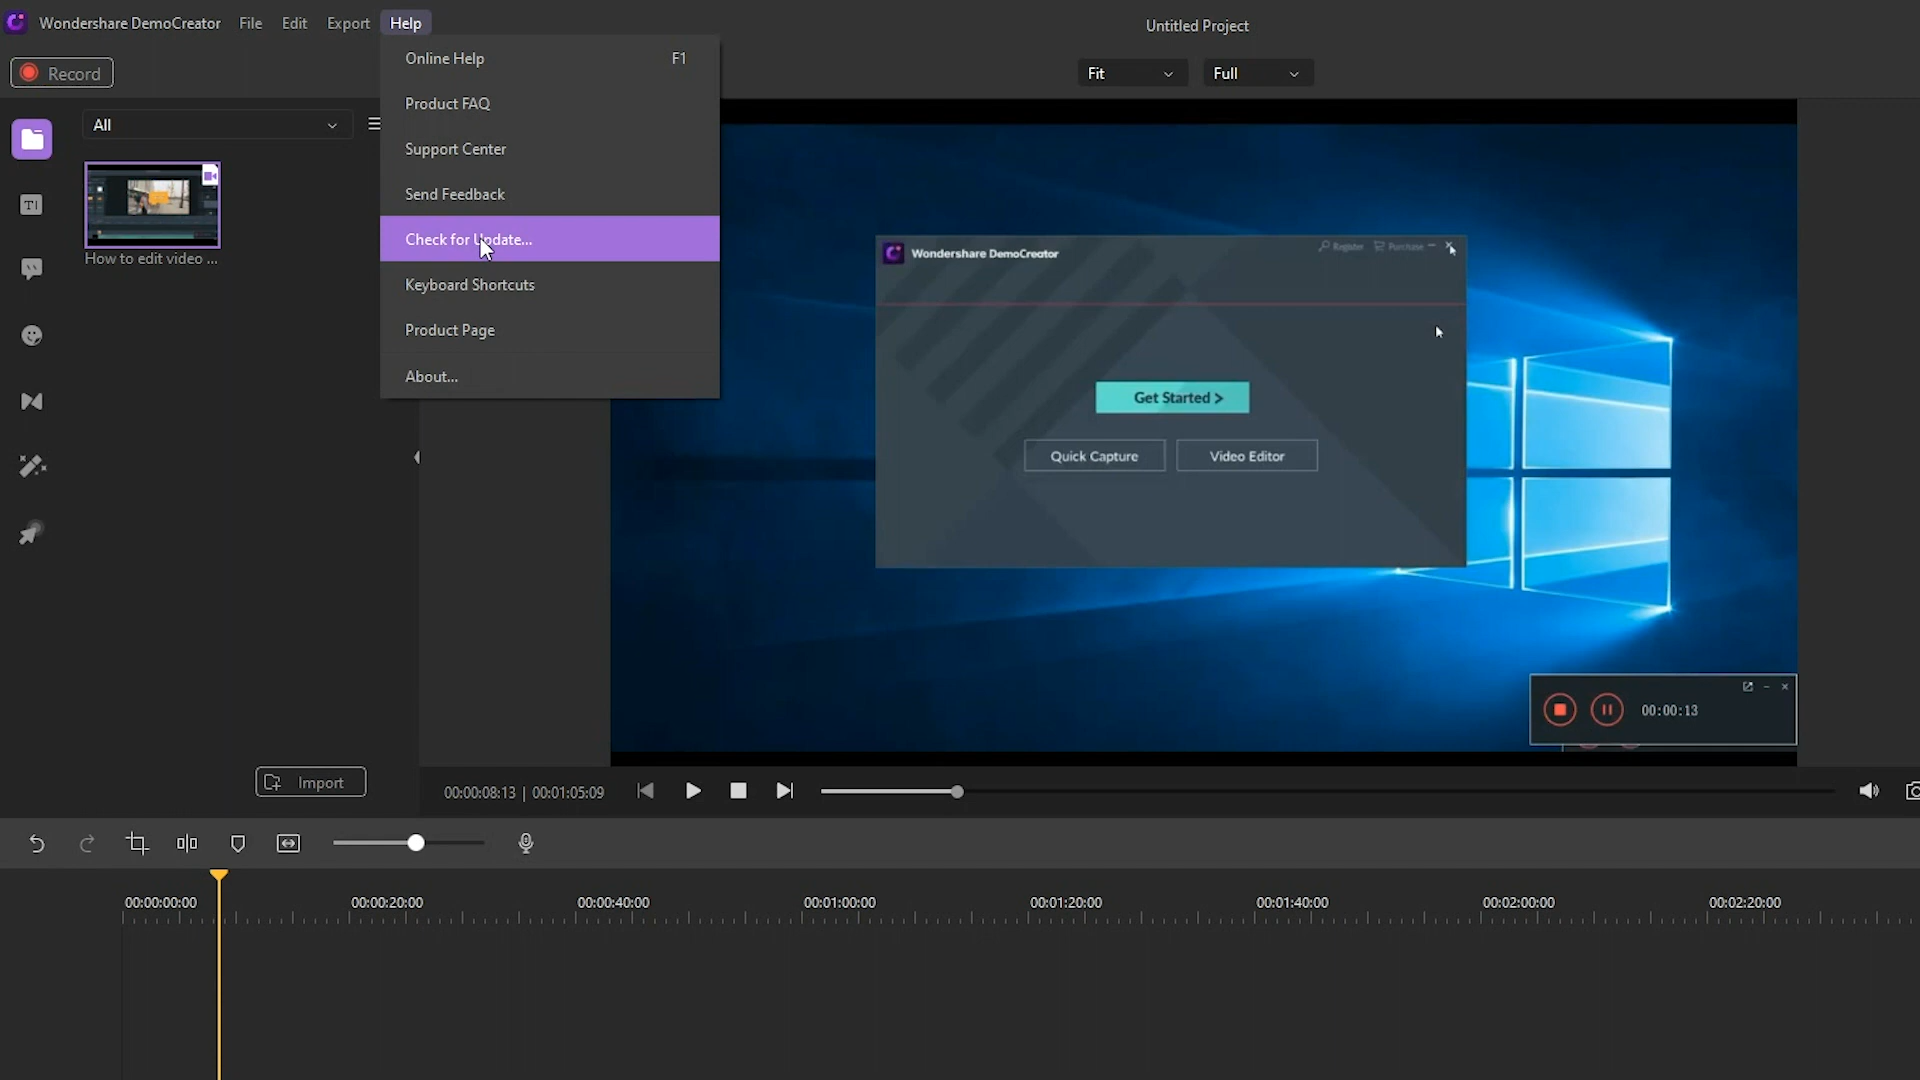 Wondershare DemoCreator File Edit Export Help
Untitled Project
Record
Fit
Full
All
How to edit video ...
Online Help F1
Product FAQ
Support Center
Send Feedback
Check for Update...
Keyboard Shortcuts
Product Page
About...
Wondershare DemoCreator
Register
Purchase
Get Started >
Quick Capture
Video Editor
00:00:13
Import
00:00:08:13 | 00:01:05:09
00:00:00:00 00:00:20:00 00:00:40:00 00:01:00:00 00:01:20:00 00:01:40:00 00:02:00:00 00:02:20:00